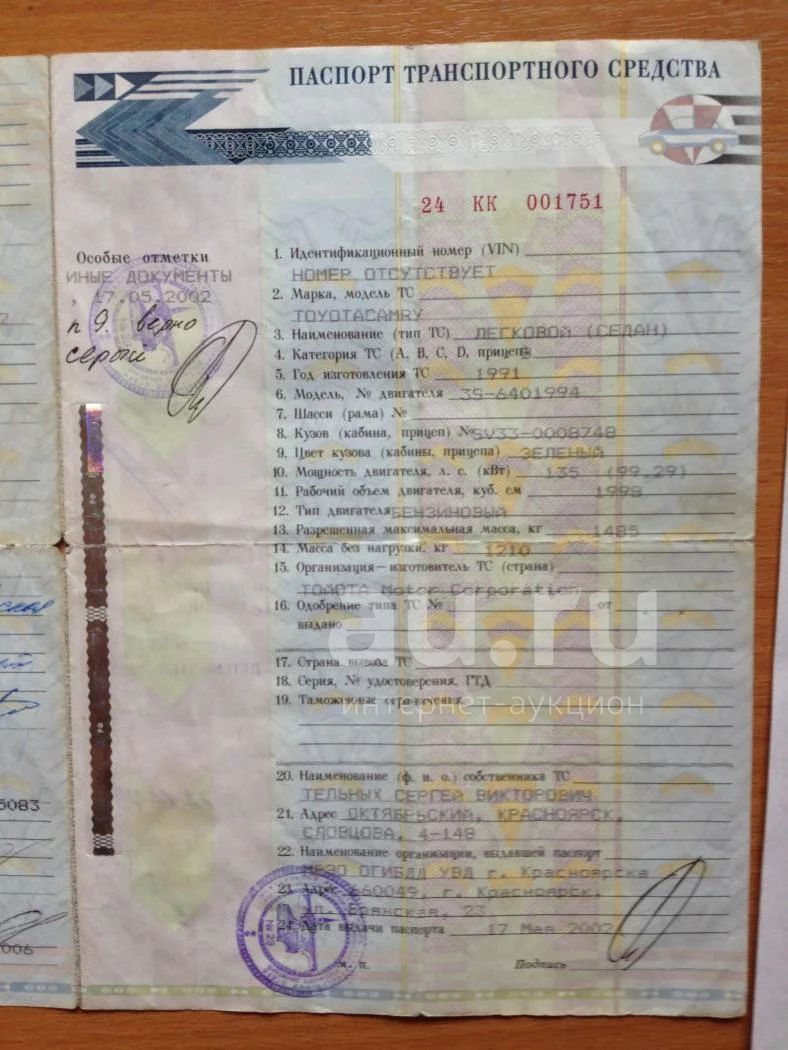 ПАСПОРТ ТРАНСПОРТНОГО СРЕДСТВА
24 КК 001751
Особые отметки
ИНЫЕ ДОКУМЕНТЫ
, 17.05.2002
п 9. верно
серый
1. Идентификационный номер (VIN)
НОМЕР ОТСУТСТВУЕТ
2. Марка, модель ТС
TOYOTACAMRY
3. Наименование (тип ТС) ЛЕГКОВОЙ (СЕДАН)
4. Категория ТС (A, B, C, D, прицеп)
5. Год изготовления ТС 1991
6. Модель, № двигателя 3S-6401994
7. Шасси (рама) №
8. Кузов (кабина, прицеп) № SV33-0008748
9. Цвет кузова (кабины, прицепа) ЗЕЛЕНЫЙ
10. Мощность двигателя, л. с. (кВт) 135 (99.29)
11. Рабочий объем двигателя, куб. см 1998
12. Тип двигателя БЕНЗИНОВЫЙ
13. Разрешенная максимальная масса, кг 1485
14. Масса без нагрузки, кг 1210
15. Организация—изготовитель ТС (страна)
TOЙOTA Motor Corporation
16. Одобрение типа ТС № от
выдано
au.ru
17. Страна вывоза ТС
18. Серия, № удостоверения, ГТД
19. Таможенные ограничения
интернет-аукцион
20. Наименование (ф. и. о.) собственника ТС
ТЕЛЬНЫХ СЕРГЕЙ ВИКТОРОВИЧ
21. Адрес ОКТЯБРЬСКИЙ, КРАСНОЯРСК,
СЛОВЦОВА, 4-148
22. Наименование организации, выдавшей паспорт
ОГИБДД УВД г. Красноярска
23. Адрес 660049, г. Красноярск,
ул. Брянская, 23
24. Дата выдачи паспорта 17 Мая 2002
м. п. Подпись
5083
006